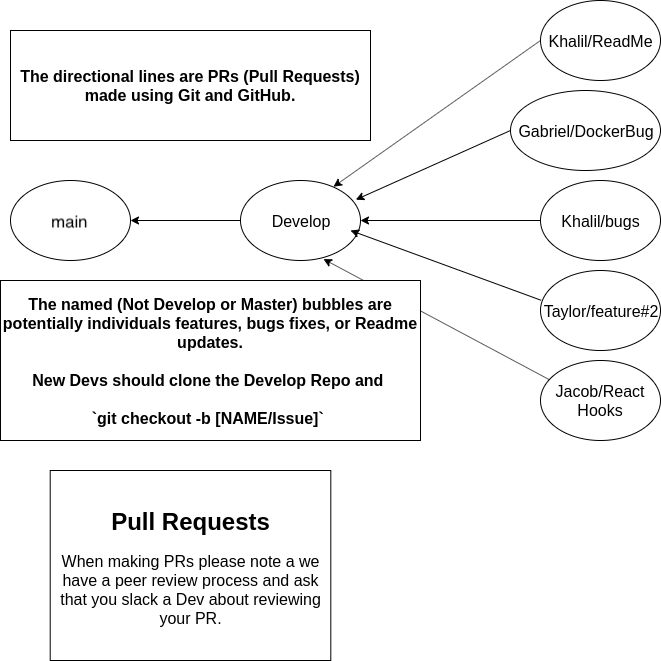 Khalil/ReadMe
The directional lines are PRs (Pull Requests)
made using Git and GitHub.
Gabriel/DockerBug
main
Develop
Khalil/bugs
Taylor/feature#2
The named (Not Develop or Master) bubbles are
potentially individuals features, bugs fixes, or Readme
updates.
New Devs should clone the Develop Repo and
`git checkout -b [NAME/Issue]`
Jacob/React
Hooks
Pull Requests
When making PRs please note a we
have a peer review process and ask
that you slack a Dev about reviewing
your PR.